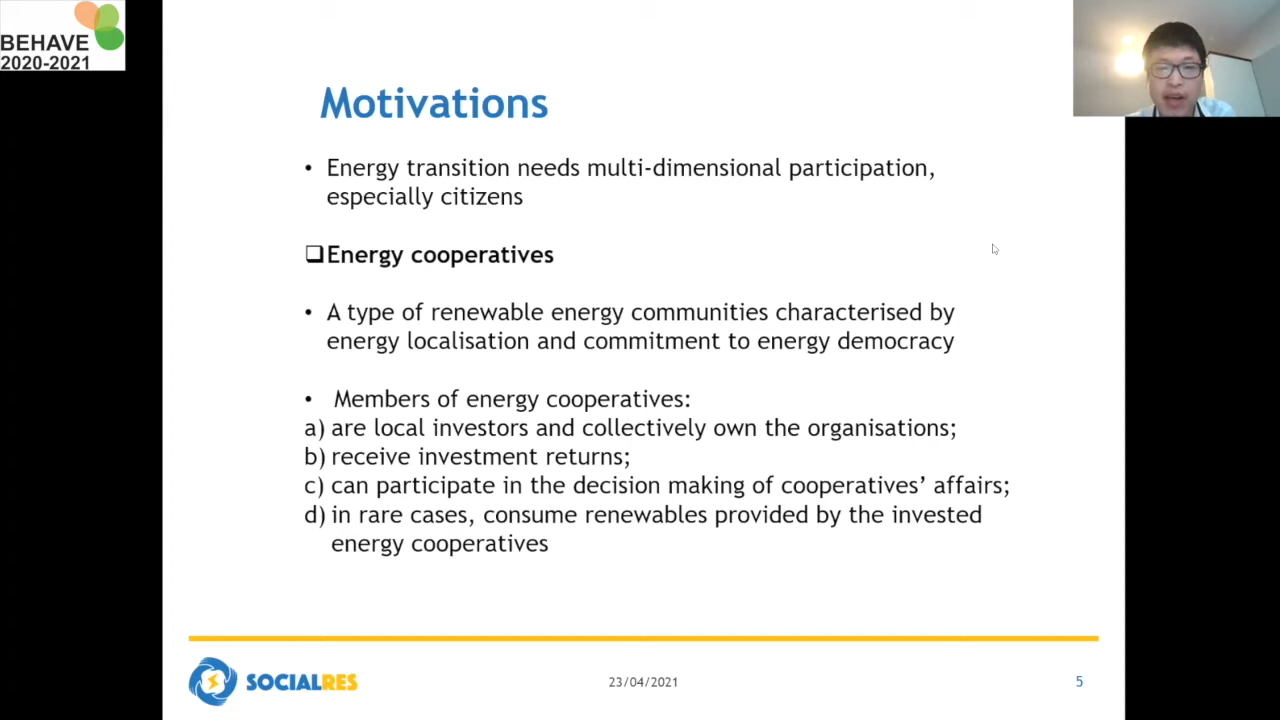 BEHAVE
2020-2021
Motivations
• Energy transition needs multi-dimensional participation,
especially citizens
❑Energy cooperatives
• A type of renewable energy communities characterised by
energy localisation and commitment to energy democracy
• Members of energy cooperatives:
a) are local investors and collectively own the organisations;
b) receive investment returns;
c) can participate in the decision making of cooperatives’ affairs;
d) in rare cases, consume renewables provided by the invested
energy cooperatives
SOCIALRES
23/04/2021
5